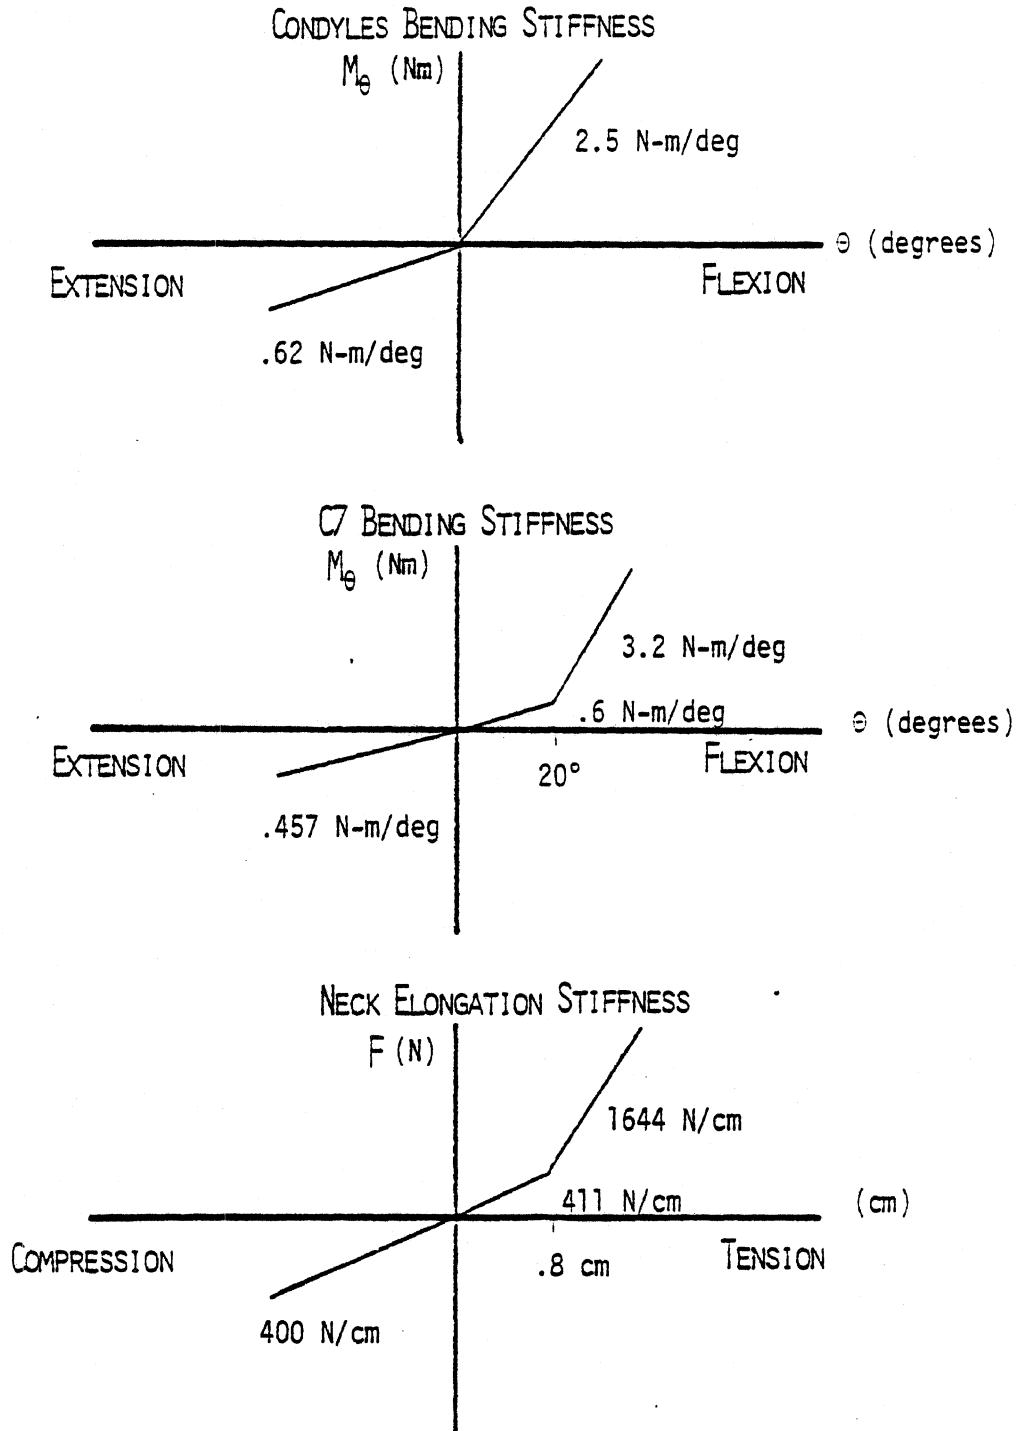 CONDYLES BENDING STIFFNESS
Mθ (Nm)
2.5 N-m/deg
θ (degrees)
EXTENSION
FLEXION
.62 N-m/deg
C7 BENDING STIFFNESS
Mθ (Nm)
3.2 N-m/deg
.6 N-m/deg
θ (degrees)
EXTENSION
20°
FLEXION
.457 N-m/deg
NECK ELONGATION STIFFNESS
F (N)
1644 N/cm
411 N/cm
(cm)
COMPRESSION
.8 cm
TENSION
400 N/cm